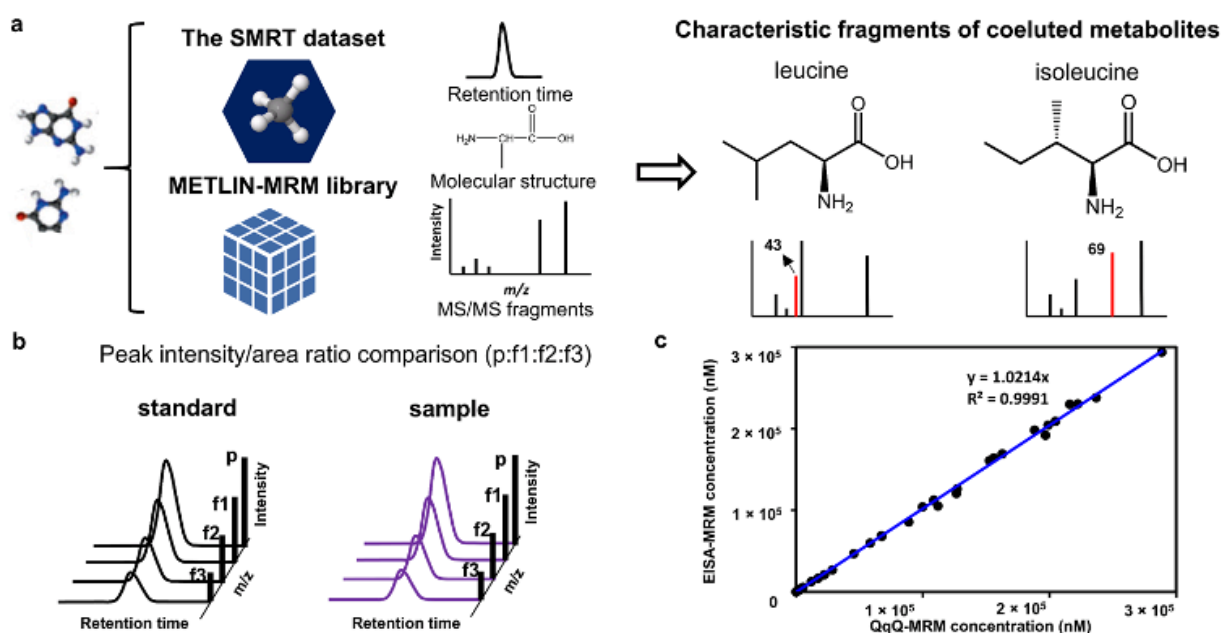 a
The SMRT dataset
METLIN-MRM library
Retention time
H₂N
CH
C
O
OH
Molecular structure
Intensity
m/z
MS/MS fragments
Characteristic fragments of coeluted metabolites
leucine
isoleucine
O
OH
NH₂
O
OH
NH₂
43
69
b
Peak intensity/area ratio comparison (p:f1:f2:f3)
standard
sample
p
f1
f2
f3
Intensity
m/z
Retention time
p
f1
f2
f3
Intensity
m/z
Retention time
c
3 × 10⁵
2 × 10⁵
1 × 10⁵
0
EISA-MRM concentration (nM)
y = 1.0214x
R² = 0.9991
1 × 10⁵
2 × 10⁵
3 × 10⁵
QqQ-MRM concentration (nM)